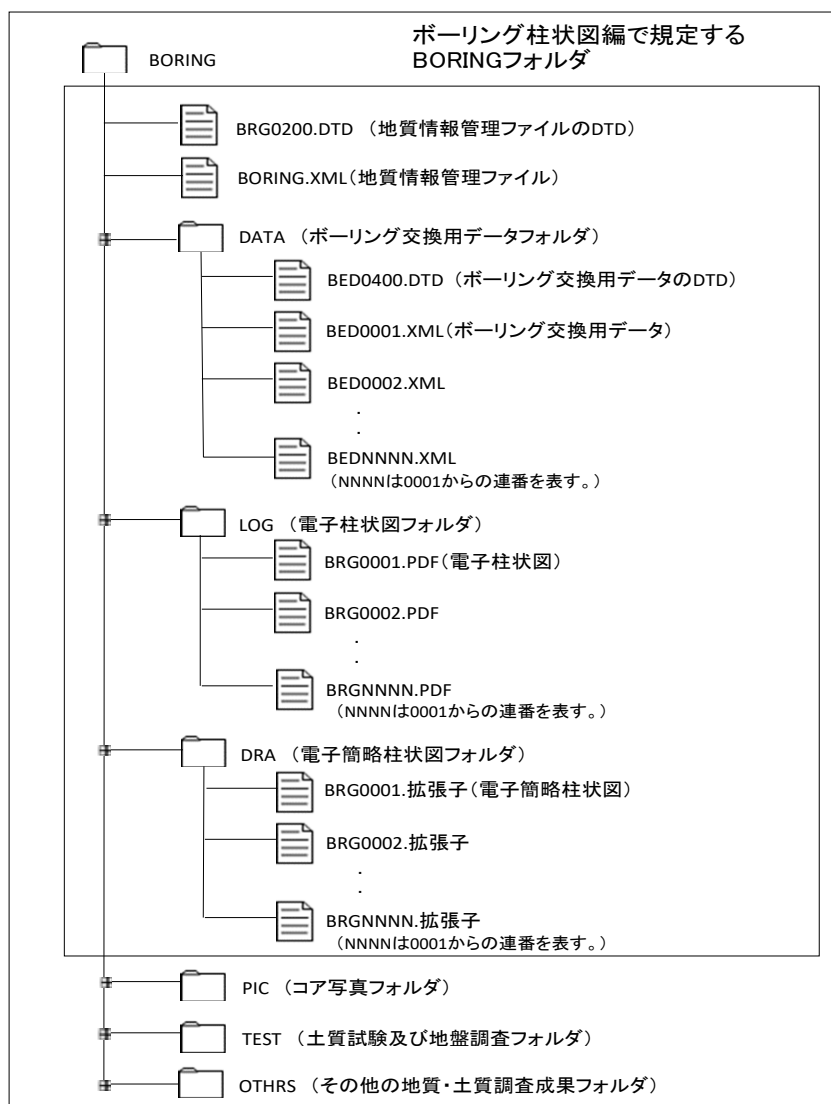 ボーリング柱状図編で規定する
BORINGフォルダ
BORING
BRG0200.DTD （地質情報管理ファイルのDTD）
BORING.XML（地質情報管理ファイル）
DATA （ボーリング交換用データフォルダ）
BED0400.DTD （ボーリング交換用データのDTD）
BED0001.XML（ボーリング交換用データ）
BED0002.XML
.
.
BEDNNNN.XML
（NNNNは0001からの連番を表す。）
LOG （電子柱状図フォルダ）
BRG0001.PDF（電子柱状図）
BRG0002.PDF
.
.
BRGNNNN.PDF
（NNNNは0001からの連番を表す。）
DRA （電子簡略柱状図フォルダ）
BRG0001.拡張子（電子簡略柱状図）
BRG0002.拡張子
.
.
BRGNNNN.拡張子
（NNNNは0001からの連番を表す。）
PIC （コア写真フォルダ）
TEST （土質試験及び地盤調査フォルダ）
OTHRS （その他の地質・土質調査成果フォルダ）